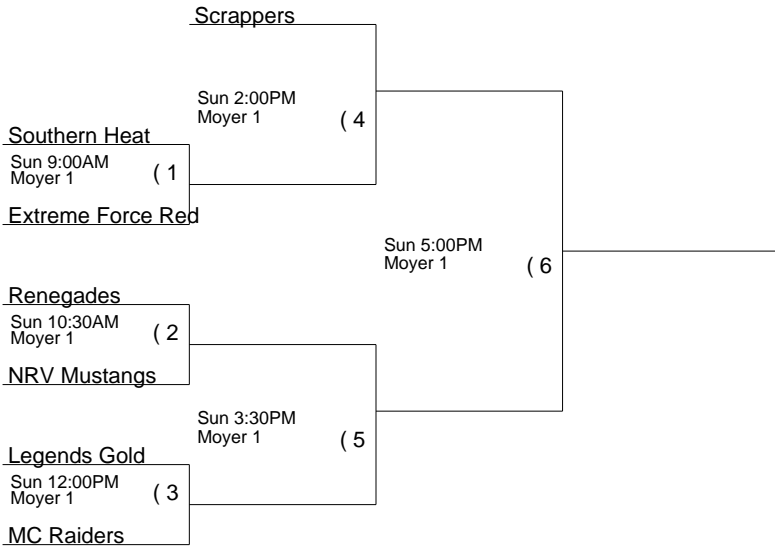 Scrappers
Sun 2:00PM
Moyer 1
( 4
Southern Heat
Sun 9:00AM
Moyer 1
( 1
Extreme Force Red
Sun 5:00PM
Moyer 1
( 6
Renegades
Sun 10:30AM
Moyer 1
( 2
NRV Mustangs
Sun 3:30PM
Moyer 1
( 5
Legends Gold
Sun 12:00PM
Moyer 1
( 3
MC Raiders